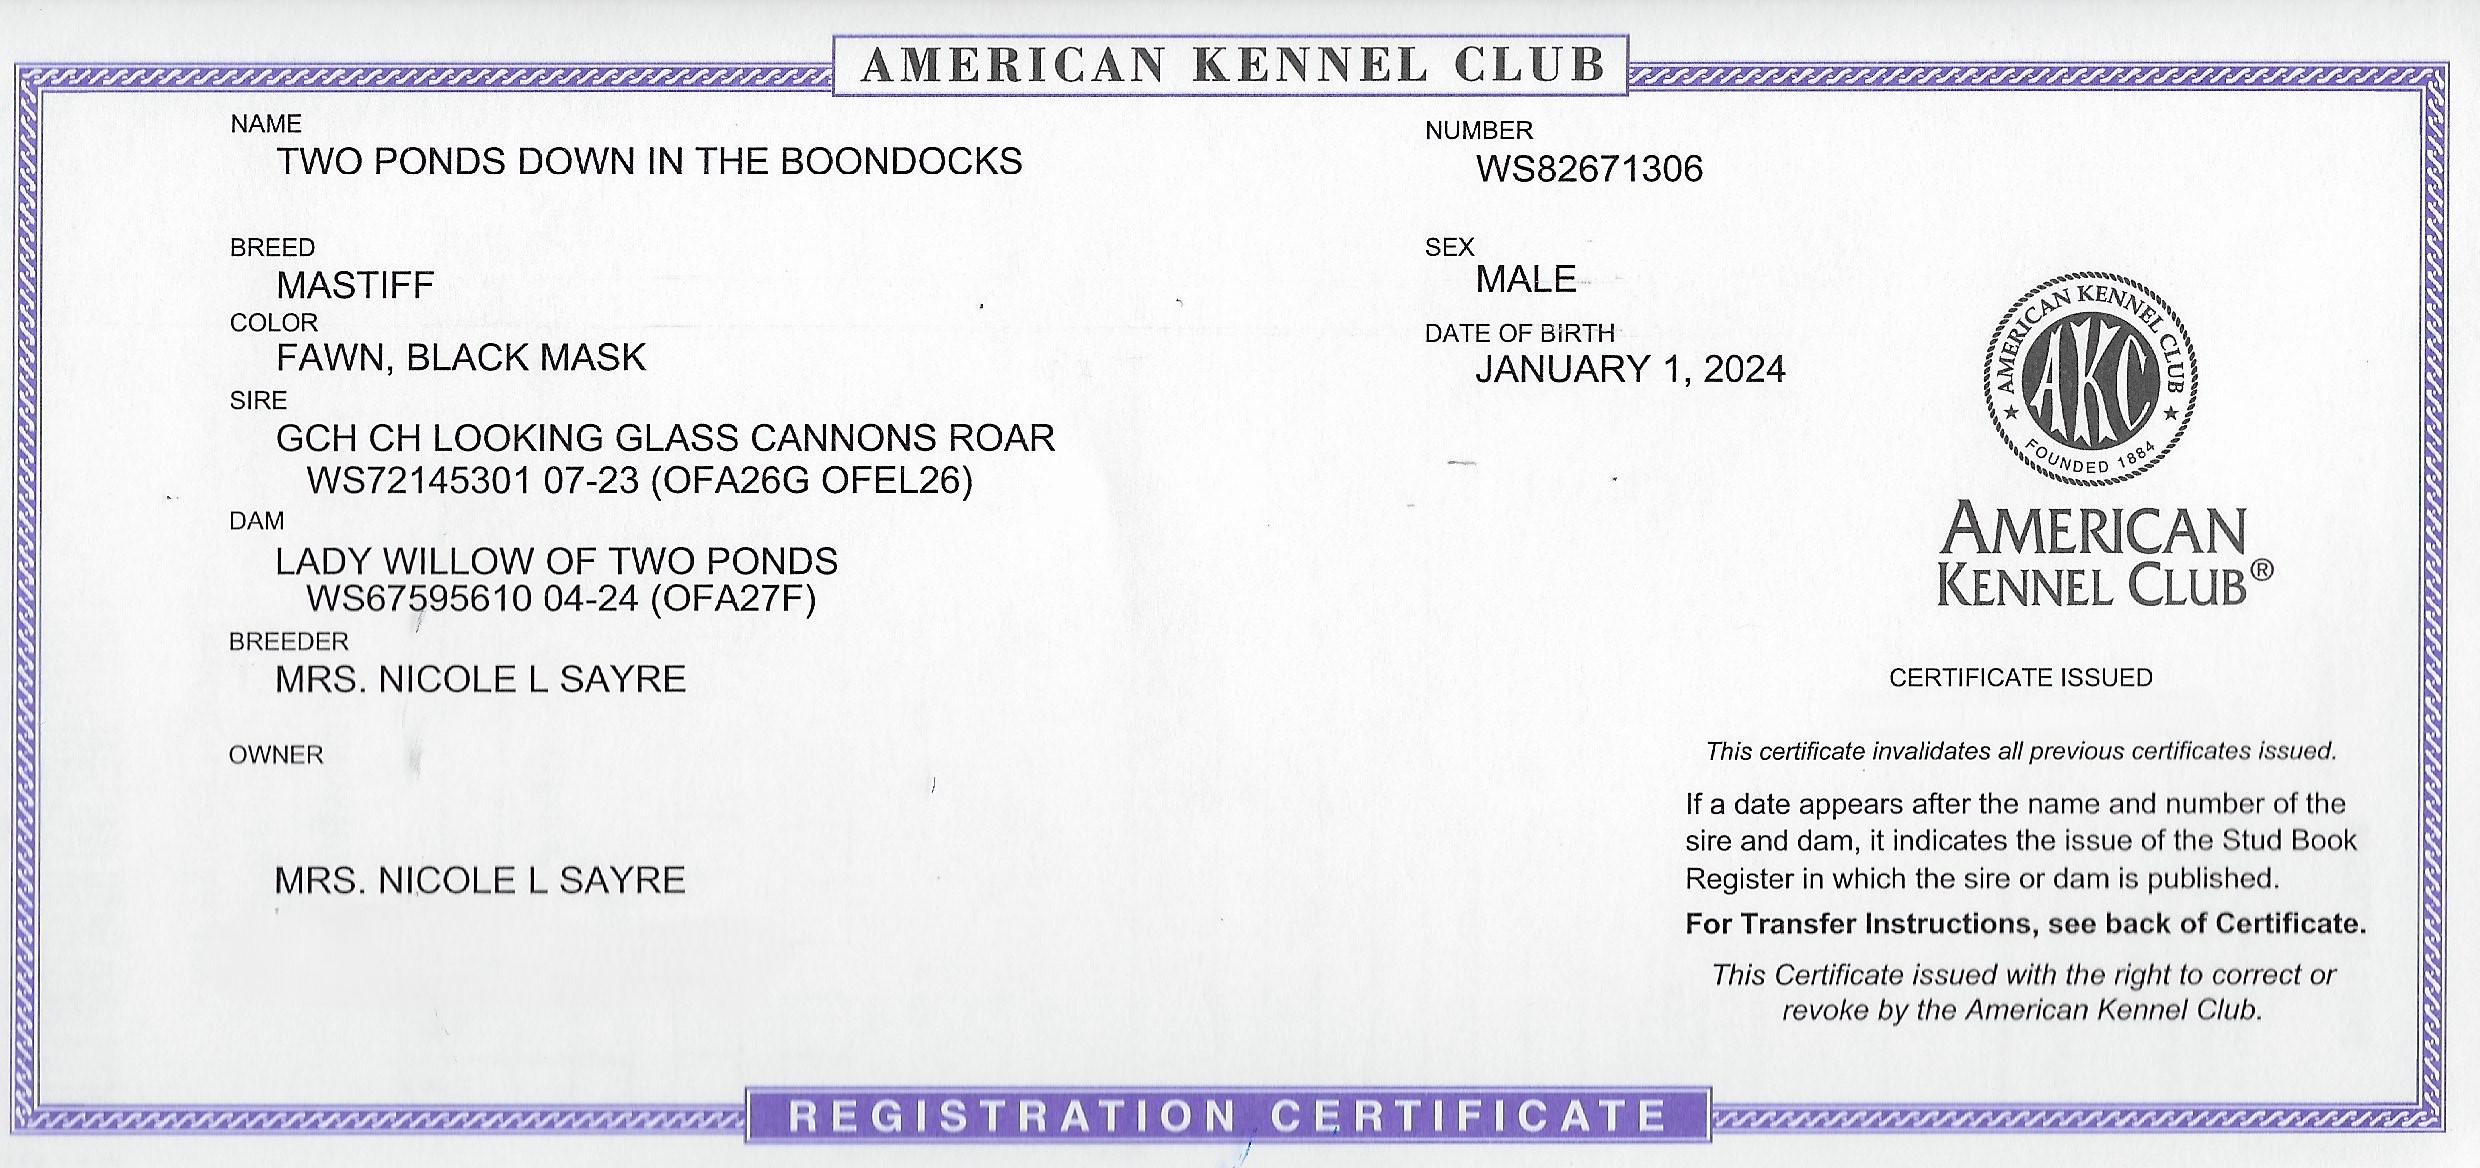 AMERICAN KENNEL CLUB
NAME
TWO PONDS DOWN IN THE BOONDOCKS
NUMBER
WS82671306
BREED
MASTIFF
SEX
MALE
COLOR
FAWN, BLACK MASK
DATE OF BIRTH
JANUARY 1, 2024
SIRE
GCH CH LOOKING GLASS CANNONS ROAR
WS72145301 07-23 (OFA26G OFEL26)
DAM
LADY WILLOW OF TWO PONDS
WS67595610 04-24 (OFA27F)
BREEDER
MRS. NICOLE L SAYRE
OWNER
MRS. NICOLE L SAYRE
AMERICAN KENNEL CLUB
AKC
FOUNDED 1884
AMERICAN
KENNEL CLUB®
CERTIFICATE ISSUED
This certificate invalidates all previous certificates issued.
If a date appears after the name and number of the
sire and dam, it indicates the issue of the Stud Book
Register in which the sire or dam is published.
For Transfer Instructions, see back of Certificate.
This Certificate issued with the right to correct or
revoke by the American Kennel Club.
REGISTRATION CERTIFICATE